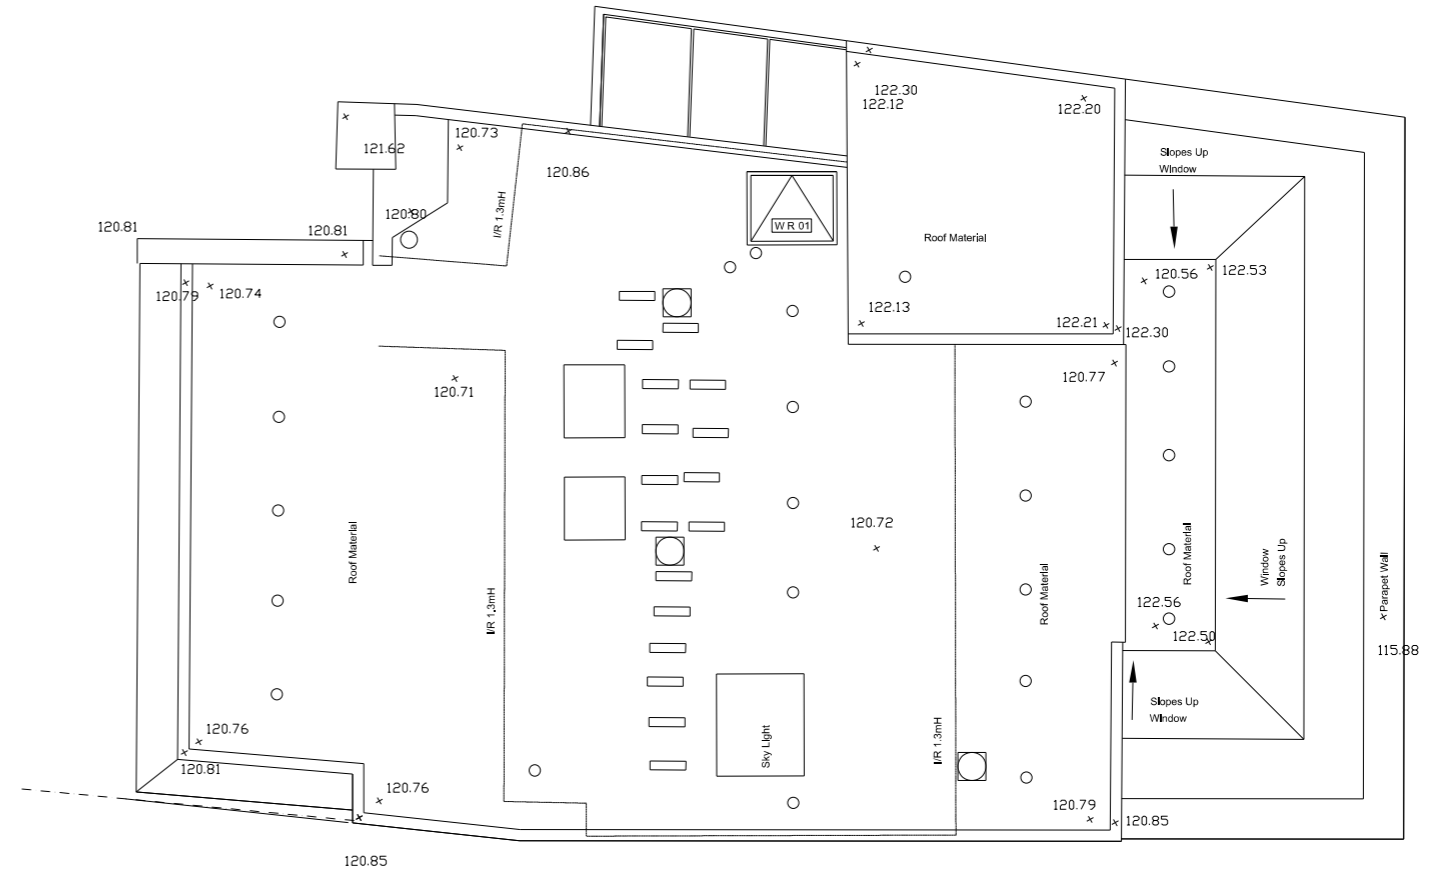 122.30
122.12
122.20
120.73
121.62
120.86
Slopes Up
Window
I/R 1.3mH
120.80
120.81
120.81
W R 01
Roof Material
120.56
122.53
120.79
120.74
122.13
122.21
122.30
120.77
120.71
120.72
Roof Material
I/R 1.3mH
Roof Material
Roof Material
Window
Slopes Up
Parapet Wall
122.56
122.50
115.88
Slopes Up
Window
120.76
120.81
Sky Light
I/R 1.3mH
120.76
120.79
120.85
120.85